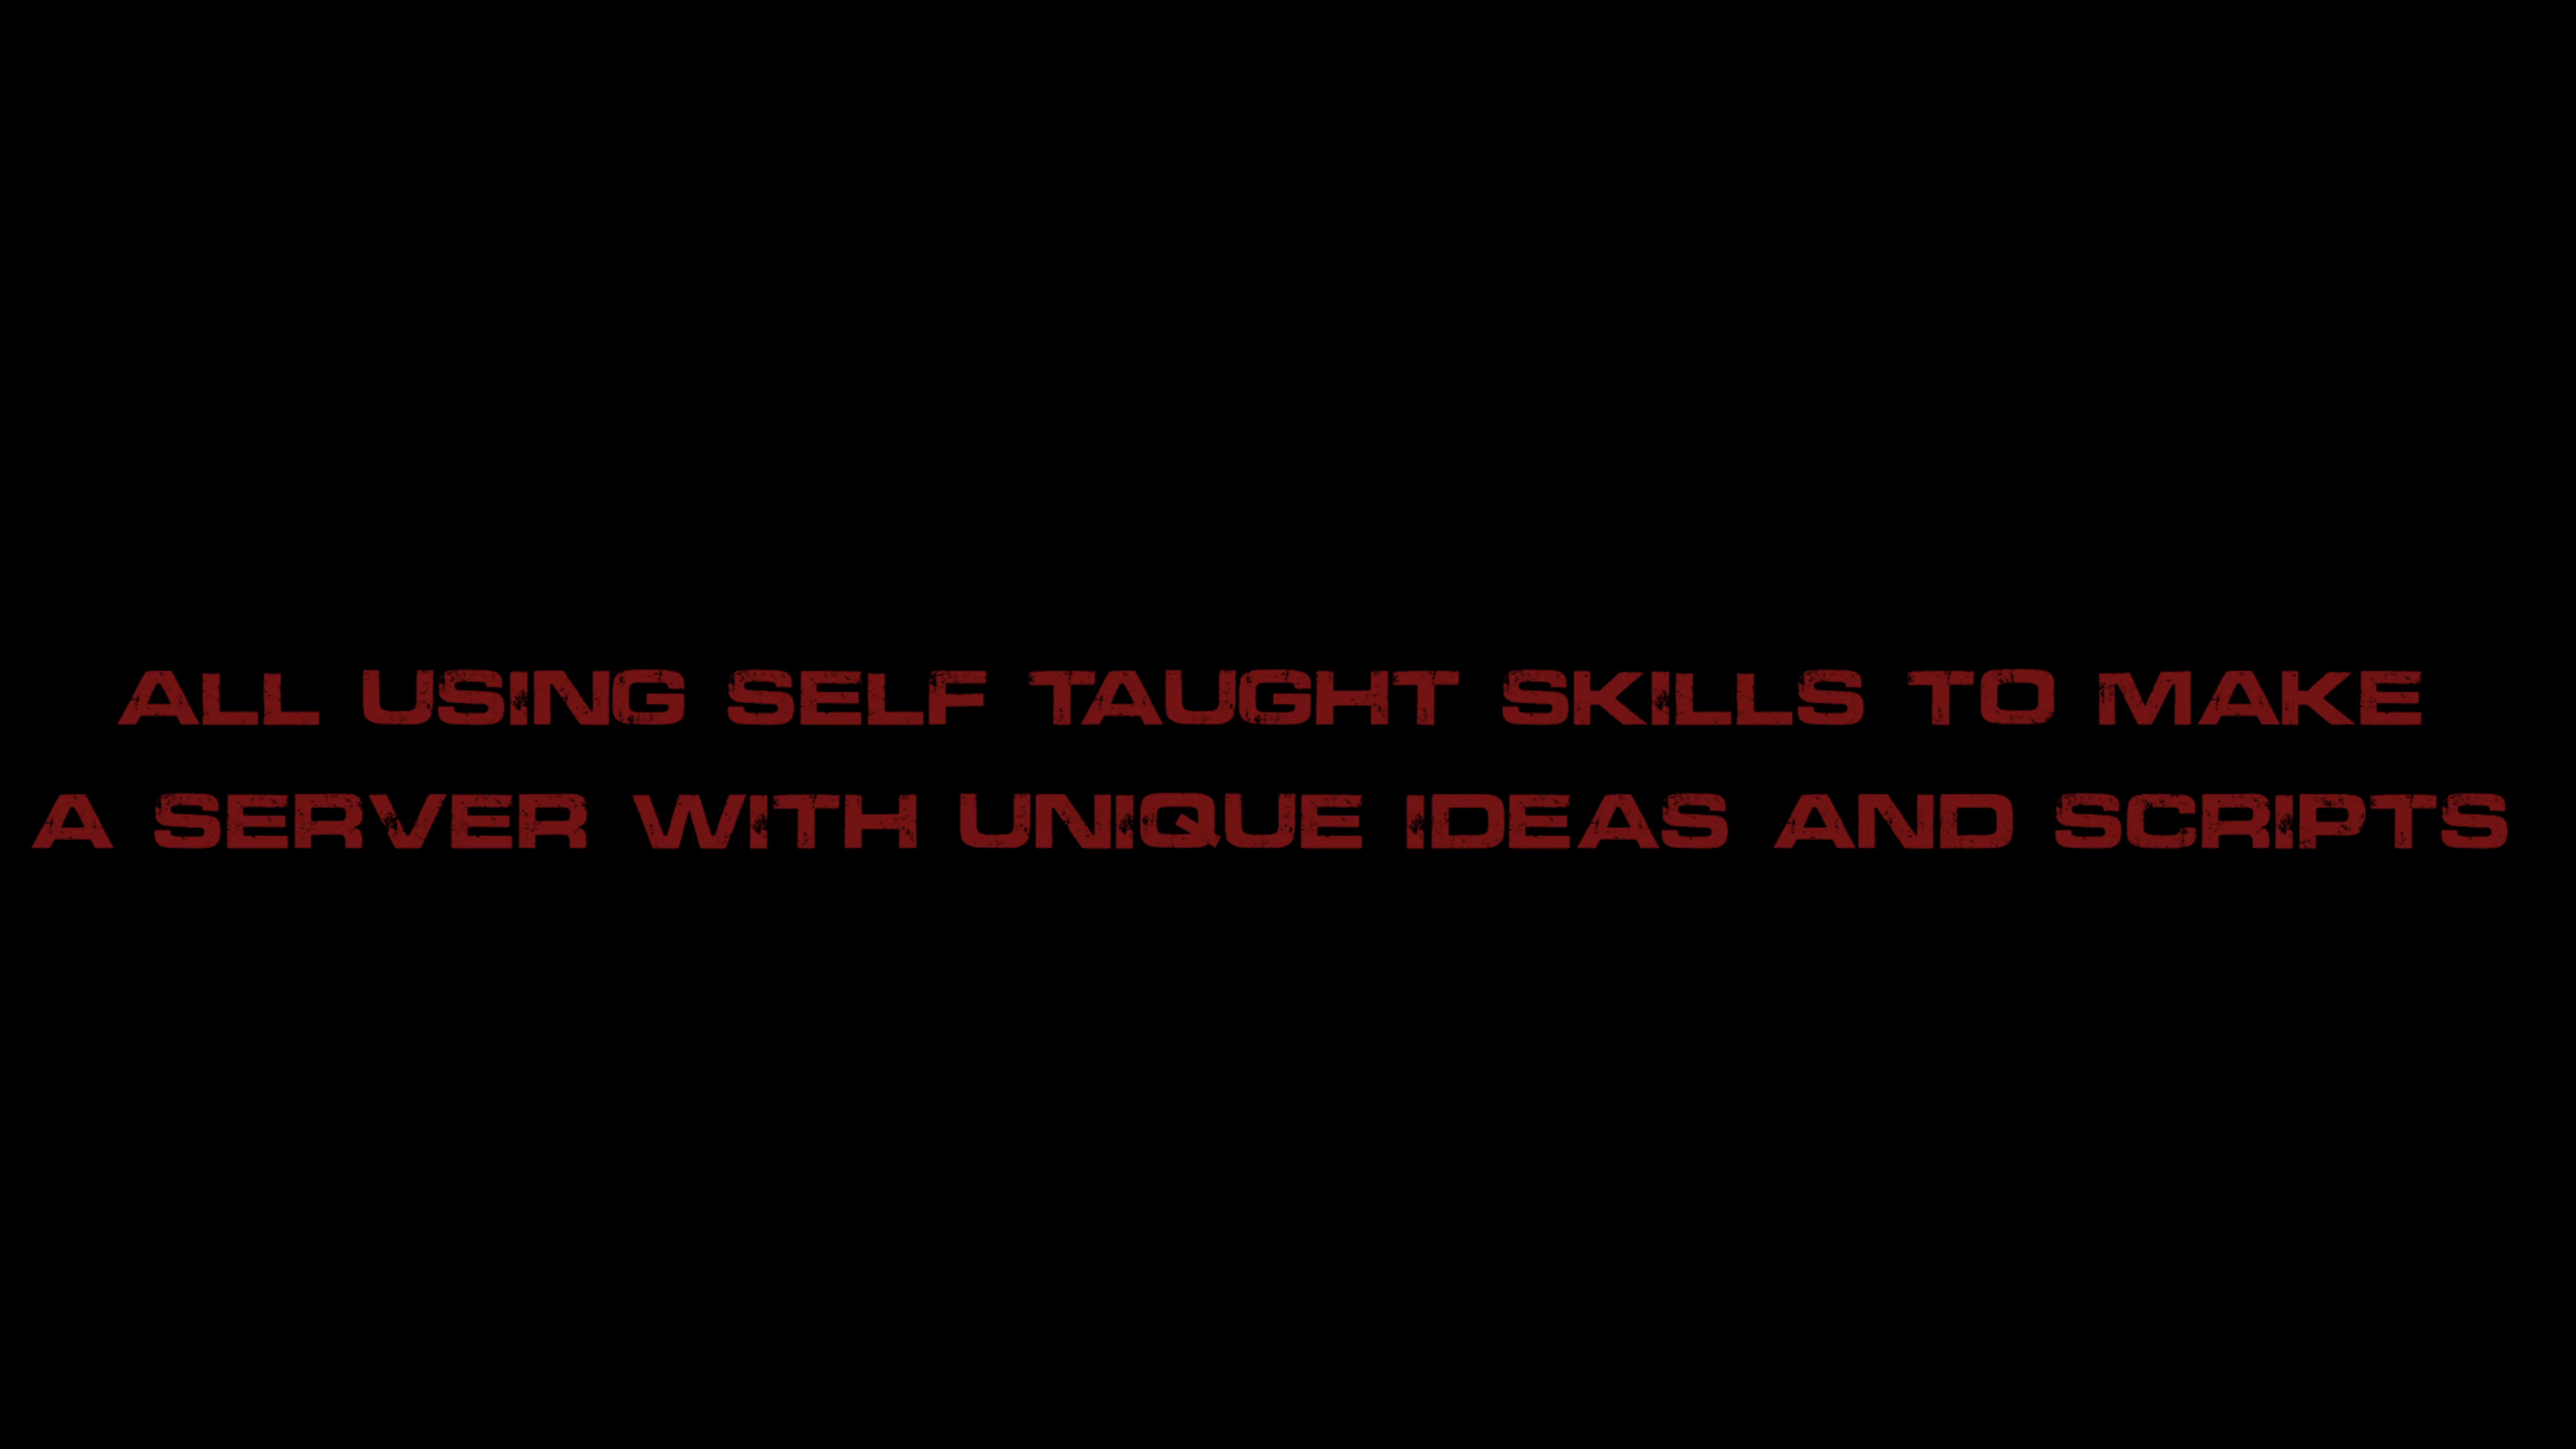 ALL USING SELF TAUGHT SKILLS TO MAKE
A SERVER WITH UNIQUE IDEAS AND SCRIPTS